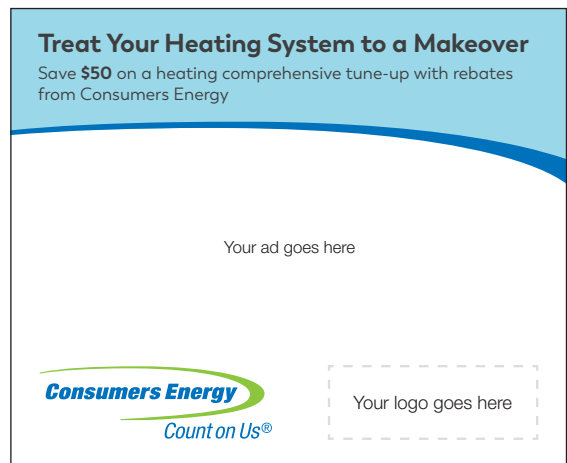 Treat Your Heating System to a Makeover
Save $50 on a heating comprehensive tune-up with rebates
from Consumers Energy
Your ad goes here
Consumers Energy
Count on Us®
Your logo goes here